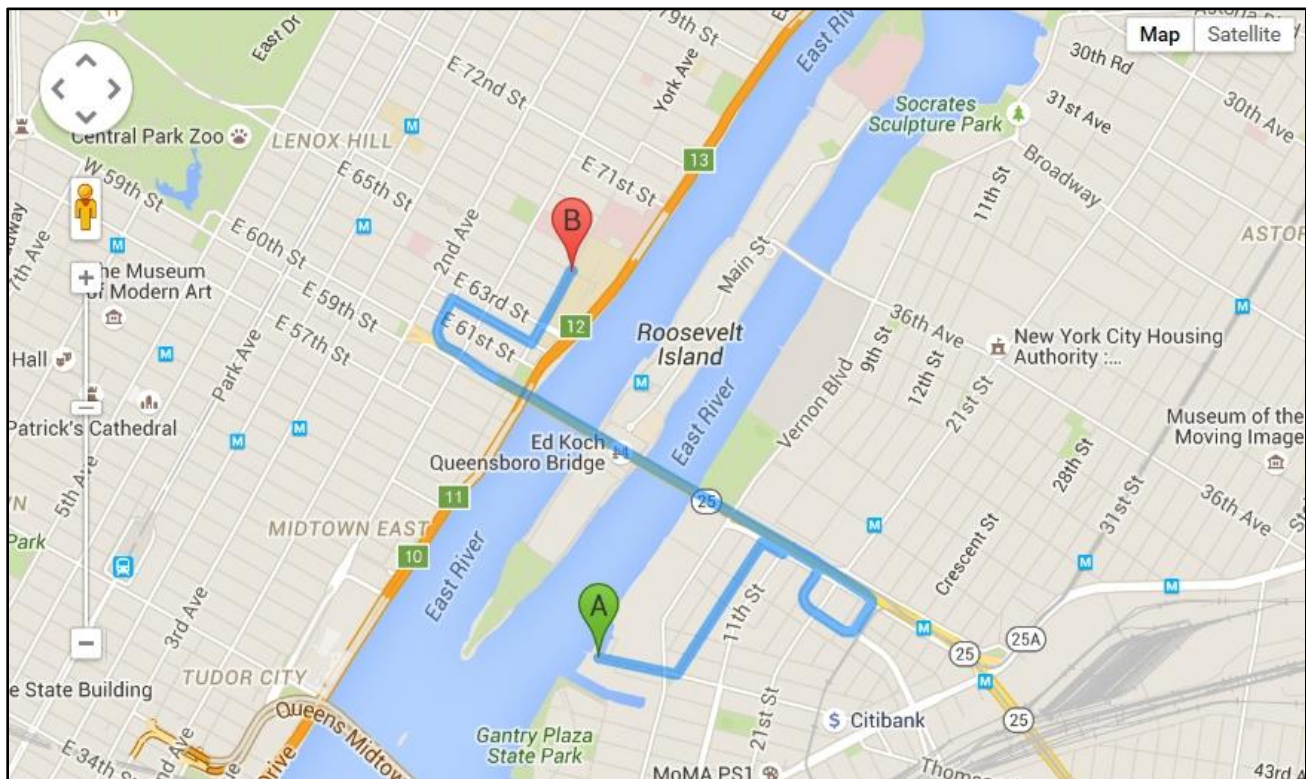 East Dr
E 79th St
East River
Astoria Blvd
Map
Satellite
30th Rd
30th Ave
31st Ave
E 72nd St
York Ave
Socrates
Sculpture Park
Central Park Zoo
LENOX HILL
13
Broadway
W 59th St
E 65th St
E 71st St
11th St
B
2nd Ave
ASTOR
7th Ave
E 60th St
Main St
he Museum
of Modern Art
E 59th St
E 63rd St
36th Ave
E 57th St
E 61st St
12
Roosevelt
Island
New York City Housing
Authority :...
Hall
Park Ave
9th St
12th St
21st St
Vernon Blvd
East River
Museum of the
Moving Image
Patrick's Cathedral
Ed Koch
Queensboro Bridge
28th St
31st St
5th Ave
11
25
36th Ave
MIDTOWN EAST
Park
10
East River
Crescent St
3rd Ave
A
11th St
25A
25
TUDOR CITY
e State Building
Queens Midtow
21st St
Citibank
25
Gantry Plaza
State Park
E 34th St
Drive
MoMA PS1
43rd A